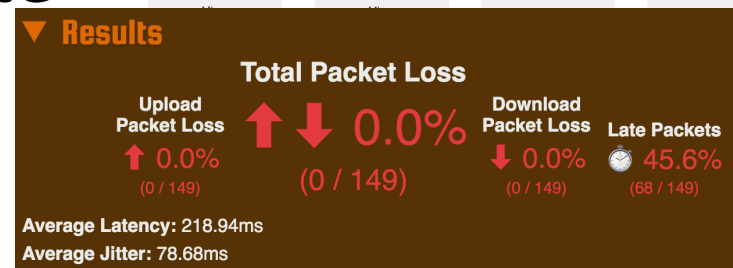 ▼ Results
Total Packet Loss
Upload
Packet Loss
⬆ 0.0%
(0 / 149)
⬆⬇ 0.0%
(0 / 149)
Download
Packet Loss
⬇ 0.0%
(0 / 149)
Late Packets
⏱ 45.6%
(68 / 149)
Average Latency: 218.94ms
Average Jitter: 78.68ms